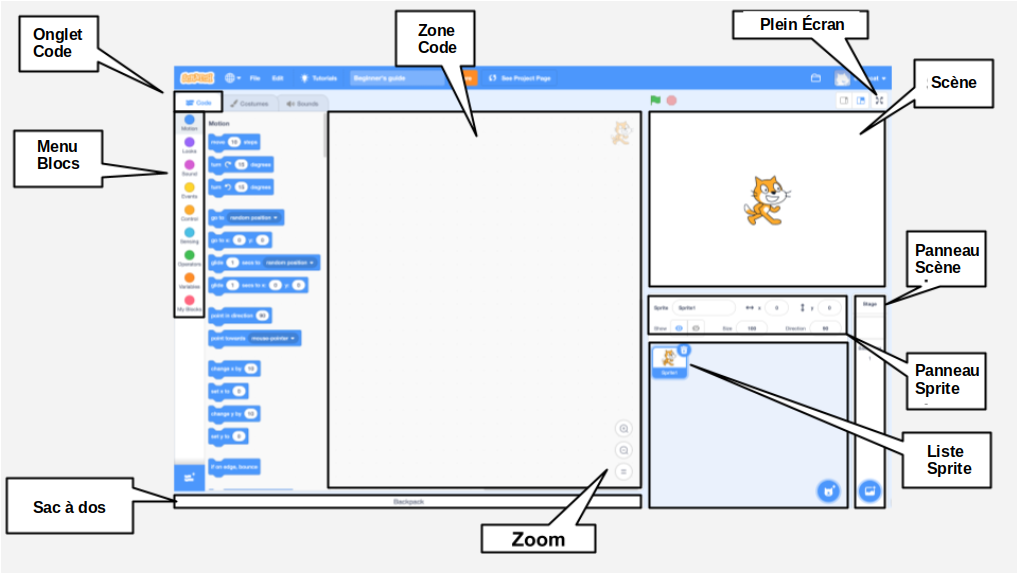 Onglet
Code
Zone
Code
Plein Écran
Scène
Menu
Blocs
SCRATCH
File
Edit
Tutorials
Beginner's guide
See Project Page
Code
Costumes
Sounds
Motion
Motion
Looks
Sound
Events
Control
Sensing
Operators
Variables
My Blocks
move 10 steps
turn 15 degrees
turn 15 degrees
go to random position
go to x: 0 y: 0
glide 1 secs to random position
glide 1 secs to x: 0 y: 0
point in direction 90
point towards mouse-pointer
change x by 10
set x to 0
change y by 10
set y to 0
if on edge, bounce
Panneau
Scène
Sprite Sprite1 x 0 y 0
Show Size 100 Direction 90
Stage
Sprite1
Panneau
Sprite
Liste
Sprite
Sac à dos
Backpack
Zoom